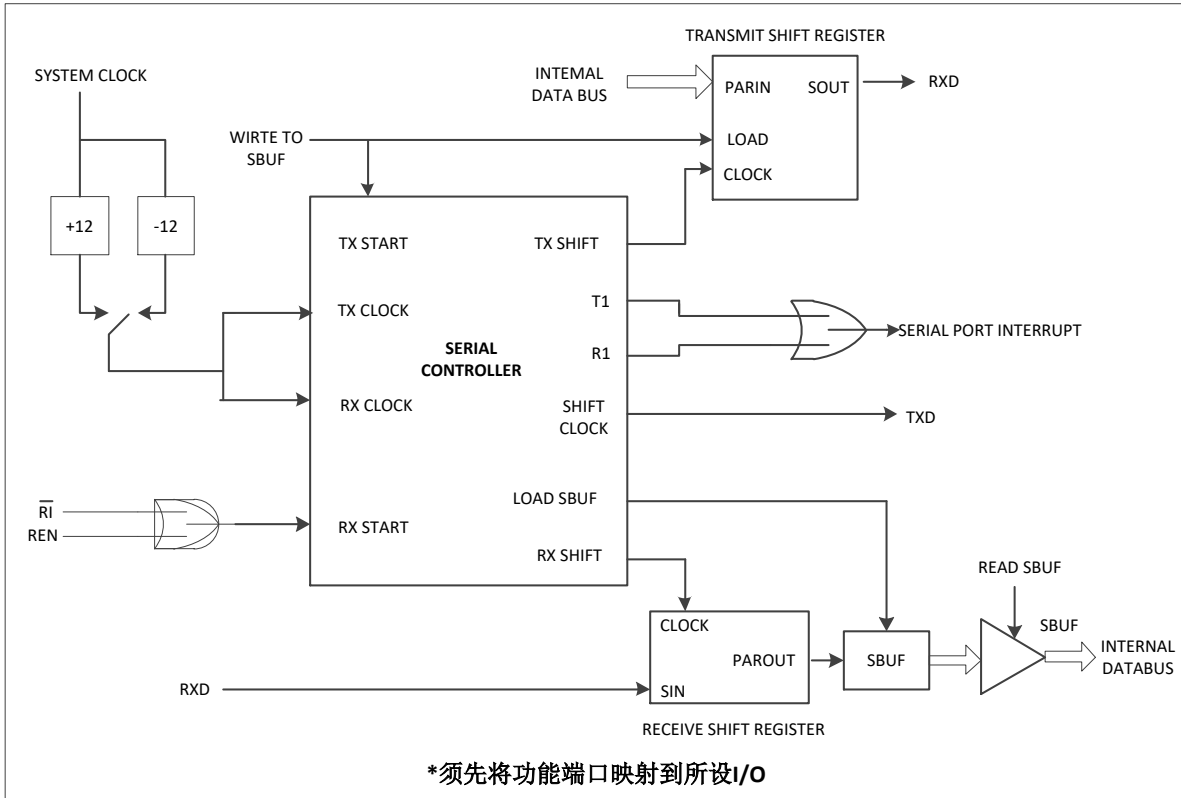 TRANSMIT SHIFT REGISTER
SYSTEM CLOCK
INTEMAL
DATA BUS
PARIN
SOUT
RXD
WIRTE TO
SBUF
LOAD
CLOCK
+12
-12
TX START
TX SHIFT
TX CLOCK
T1
SERIAL PORT INTERRUPT
SERIAL
CONTROLLER
R1
RX CLOCK
SHIFT
CLOCK
TXD
RI
REN
RX START
LOAD SBUF
RX SHIFT
READ SBUF
CLOCK
PAROUT
SIN
SBUF
SBUF
INTERNAL
DATABUS
RXD
RECEIVE SHIFT REGISTER
*须先将功能端口映射到所设I/O